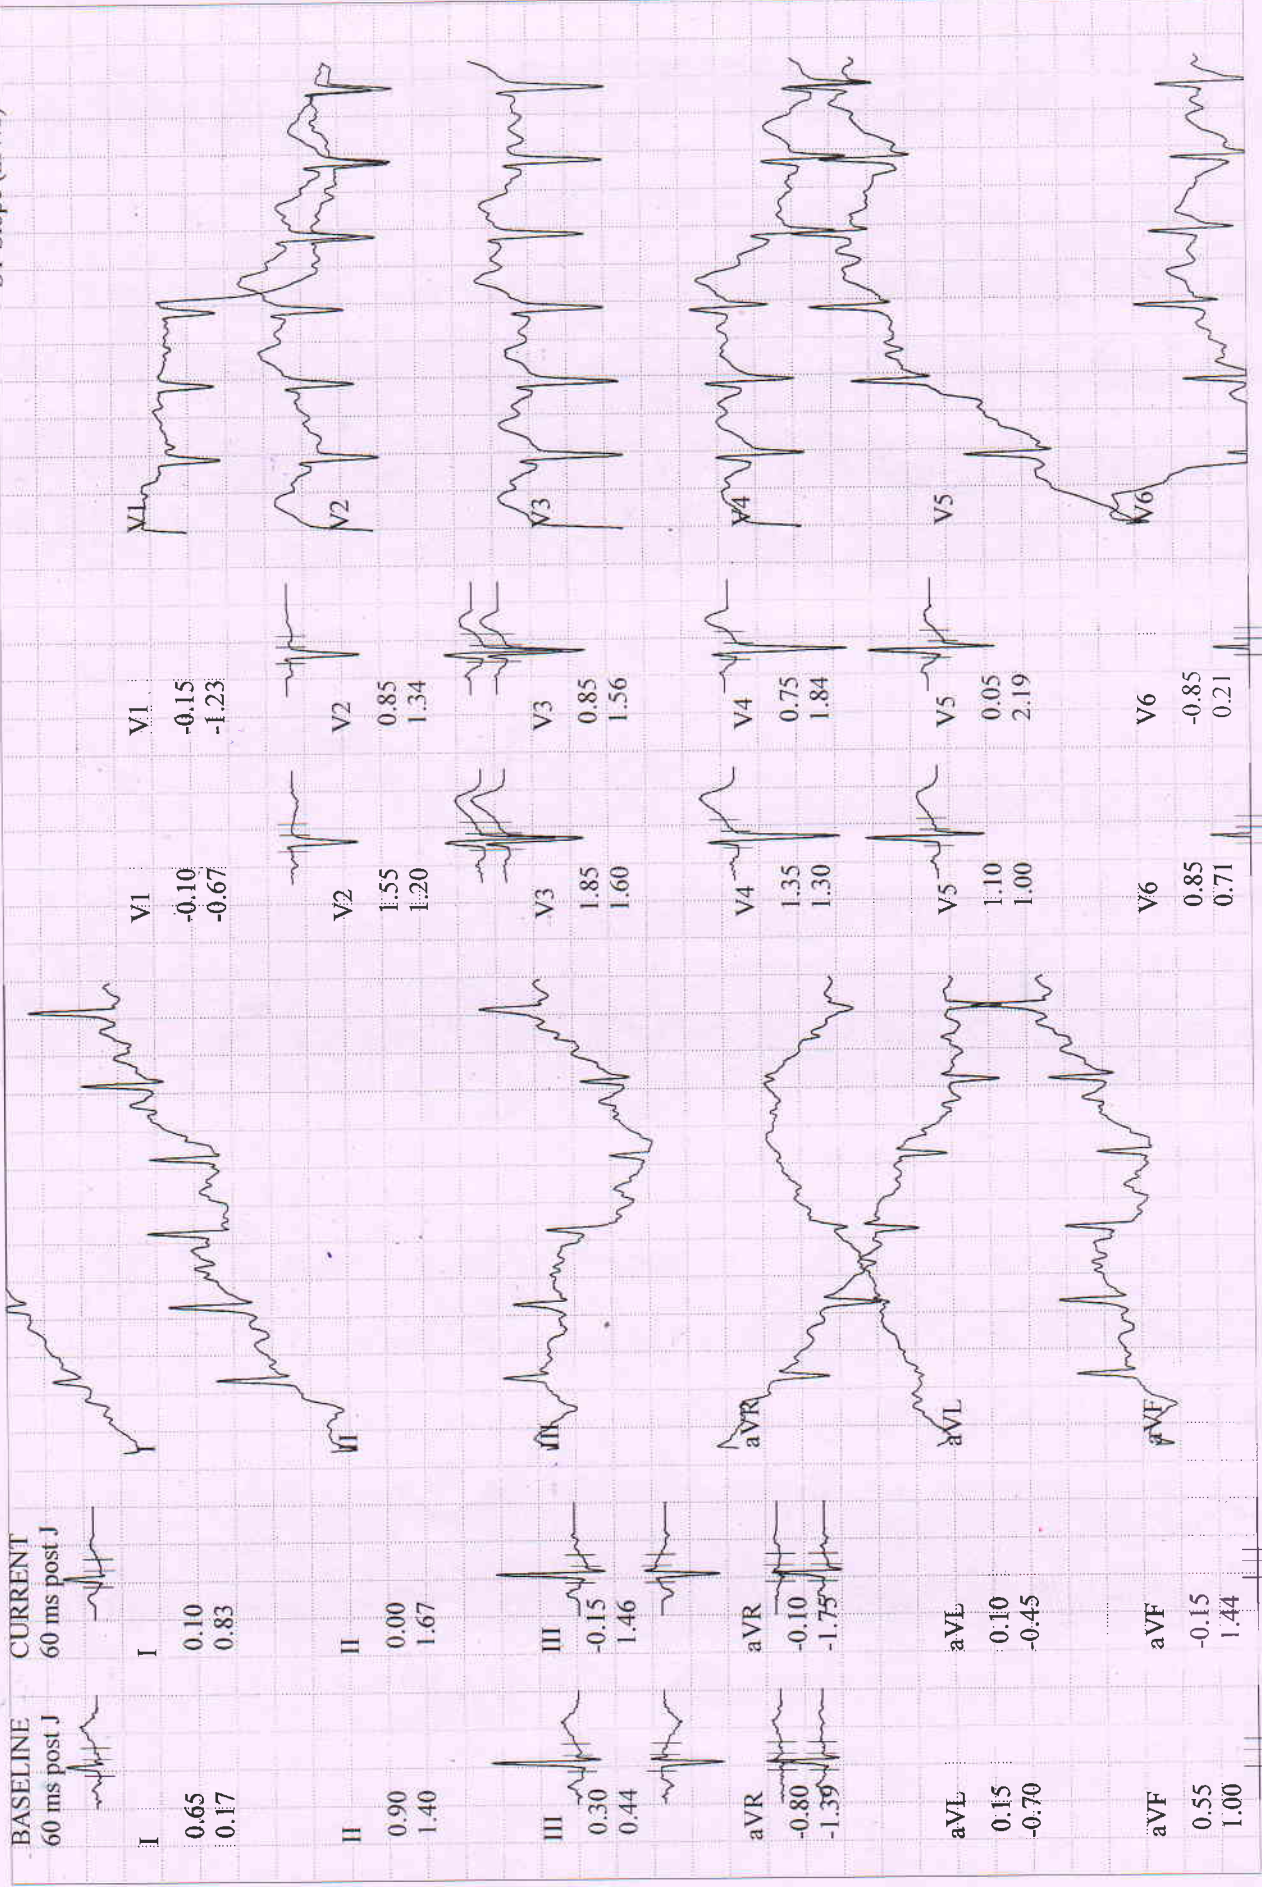 BASELINE
60 ms post J
CURRENT
60 ms post J
I
0.65
0.17
I
0.10
0.83
I
V1
-0.10
-0.67
V1
-0.15
-1.23
V1
II
0.90
1.40
II
0.00
1.67
II
V2
1.55
1.20
V2
0.85
1.34
V2
III
0.30
0.44
III
-0.15
1.46
III
V3
1.85
1.60
V3
0.85
1.56
V3
aVR
-0.80
-1.39
aVR
-0.10
-1.75
aVR
V4
1.35
1.30
V4
0.75
1.84
V4
aVL
0.15
-0.70
aVL
0.10
-0.45
aVL
V5
1.10
1.00
V5
0.05
2.19
V5
aVF
0.55
1.00
aVF
-0.15
1.44
aVF
V6
0.85
0.71
V6
-0.85
0.21
V6